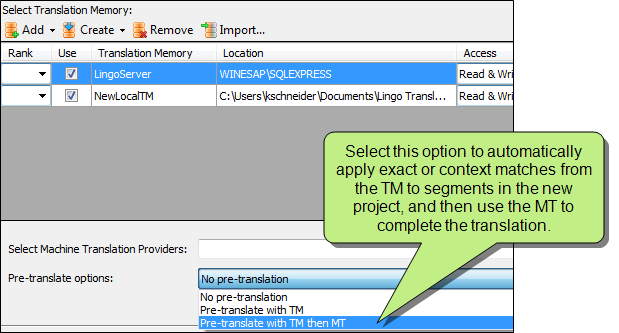 Select Translation Memory:
Add Create Remove Import...
Rank Use Translation Memory Location Access
LingoServer WINESAP\SQLEXPRESS Read & Wri
NewLocalTM C:\Users\kschneider\Documents\Lingo Transl... Read & Wri
Select this option to automatically
apply exact or context matches from
the TM to segments in the new
project, and then use the MT to
complete the translation.
Select Machine Translation Providers:
Pre-translate options: No pre-translation
No pre-translation
Pre-translate with TM
Pre-translate with TM then MT